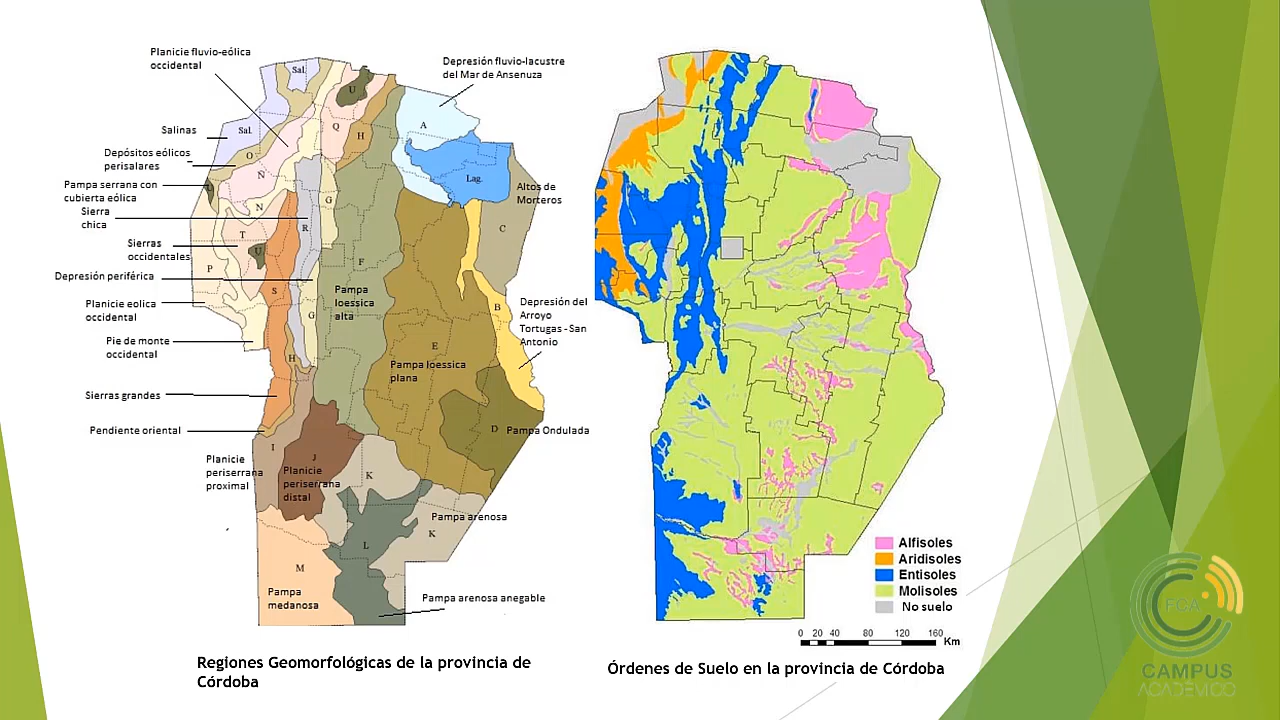 Planicie fluvio-eólica
occidental
Depresión fluvio-lacustre
del Mar de Ansenuza
Sal.
U
A
Q
H
Salinas
Sal.
Depósitos eólicos
perisalares
O
Ñ
Lag.
Pampa serrana con
cubierta eólica
U
Altos de
Morteros
Sierra
chica
N
G
R
C
T
Sierras
occidentales
U
F
P
Depresión periférica
S
Pampa
loessica
alta
Planicie eolica
occidental
G
B
Depresión del
Arroyo
Tortugas - San
Antonio
Pie de monte
occidental
H
E
Pampa loessica
plana
Sierras grandes
Pendiente oriental
D
Pampa Ondulada
I
J
Planicie
periserrana
proximal
Planicie
periserrana
distal
K
Pampa arenosa
K
L
M
Pampa
medanosa
Pampa arenosa anegable
Regiones Geomorfológicas de la provincia de
Córdoba
Alfisoles
Aridisoles
Entisoles
Molisoles
No suelo
0 20 40 80 120 160
Km
Órdenes de Suelo en la provincia de Córdoba
FCA
CAMPUS
ACADÉMICO